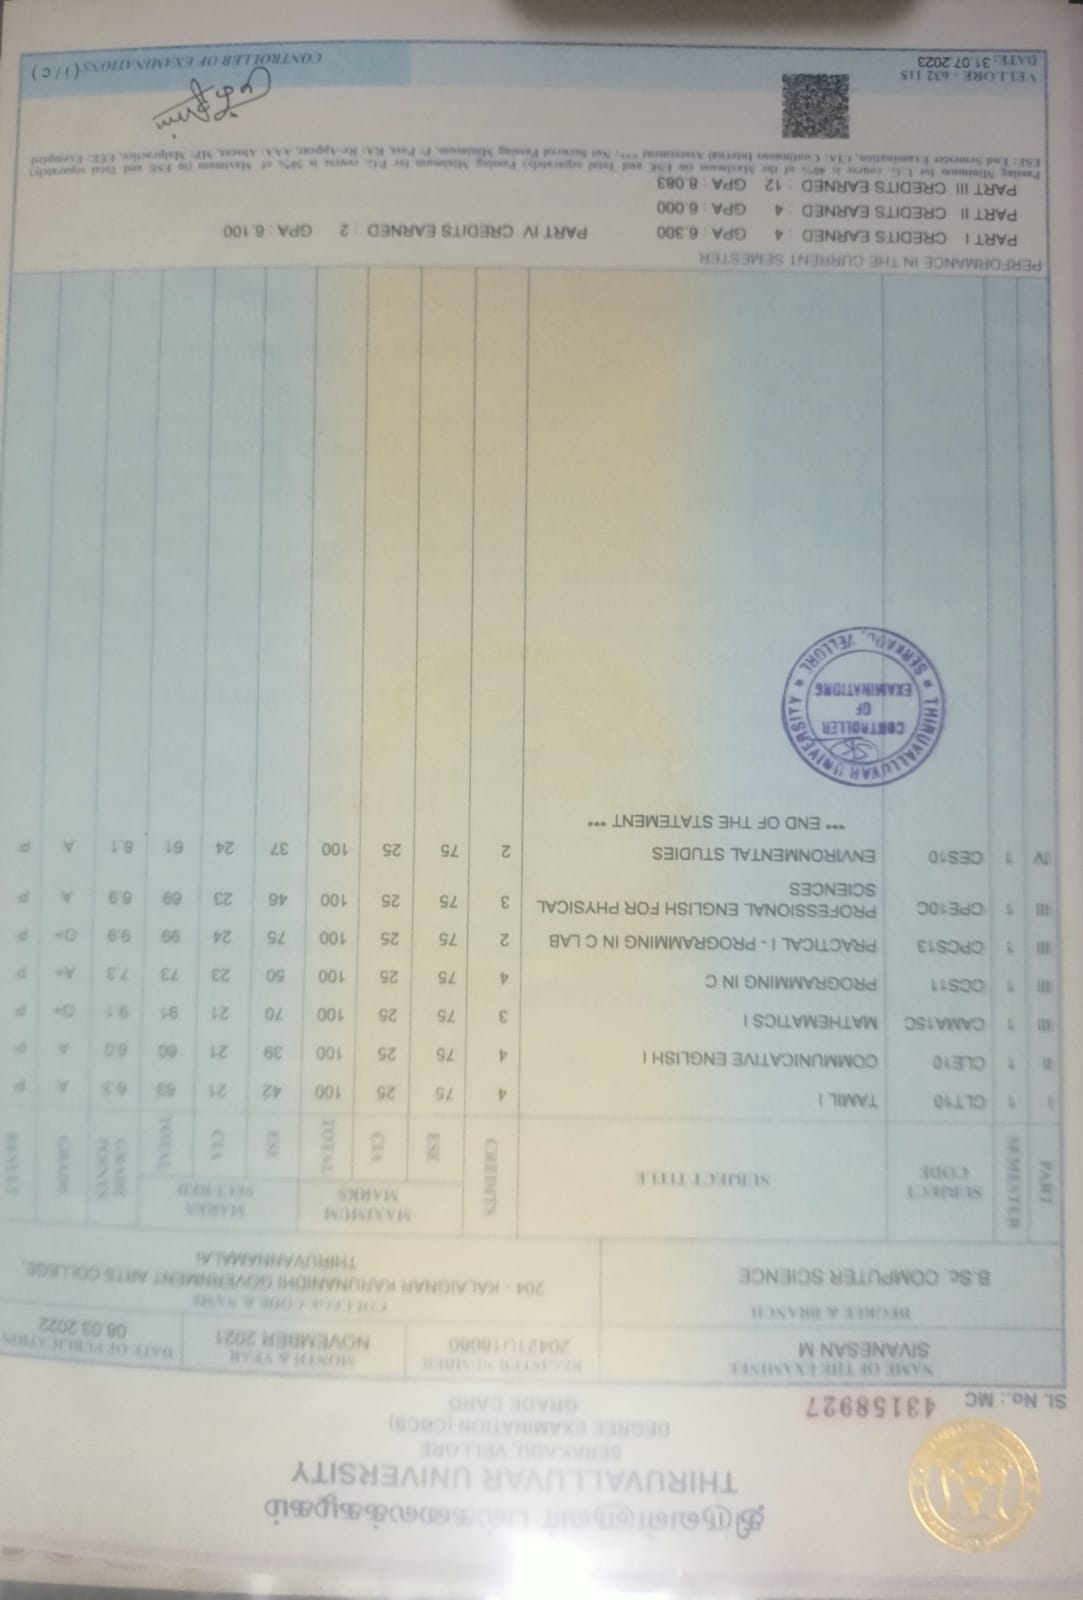 திருவள்ளுவர் பல்கலைக்கழகம்
THIRUVALLUVAR UNIVERSITY
SERKKADU, VELLORE
DEGREE EXAMINATION (CBCS)
GRADE CARD
Sl. No.: MC 43158927
NAME OF THE EXAMINEE REGISTER NUMBER MONTH & YEAR DATE OF PUBLICATION
SIVANESAN M 20421U18080 NOVEMBER 2021 08.03.2022
DEGREE & BRANCH COLLEGE CODE & NAME
B.Sc. COMPUTER SCIENCE 204 - KALAIGNAR KARUNANIDHI GOVERNMENT ARTS COLLEGE,
THIRUVANNAMALAI
PART SEMESTER SUBJECT CODE SUBJECT TITLE CREDITS MAXIMUM MARKS MARKS SECURED GRADE POINTS GRADE RESULT
ESE CIA TOTAL ESE CIA TOTAL
I 1 CLT10 TAMIL I 4 75 25 100 42 21 63 6.3 A P
II 1 CLE10 COMMUNICATIVE ENGLISH I 4 75 25 100 39 21 60 6.0 A P
III 1 CAMA15C MATHEMATICS I 3 75 25 100 70 21 91 9.1 O+ P
III 1 CCS11 PROGRAMMING IN C 4 75 25 100 50 23 73 7.3 A+ P
III 1 CPCS13 PRACTICAL I - PROGRAMMING IN C LAB 2 75 25 100 75 24 99 9.9 O+ P
III 1 CPE10C PROFESSIONAL ENGLISH FOR PHYSICAL 3 75 25 100 46 23 69 6.9 A P
SCIENCES
IV 1 CES10 ENVIRONMENTAL STUDIES 2 75 25 100 37 24 61 6.1 A P
*** END OF THE STATEMENT ***
THIRUVALLUVAR UNIVERSITY
CONTROLLER
OF
EXAMINATIONS
* SERKADU, VELLORE *
PERFORMANCE IN THE CURRENT SEMESTER
PART I CREDITS EARNED : 4 GPA : 6.300 PART IV CREDITS EARNED : 2 GPA : 6.100
PART II CREDITS EARNED : 4 GPA : 6.000
PART III CREDITS EARNED : 12 GPA : 8.083
Passing Minimum for U.G. course is 40% of the Maximum (in ESE and Total separately) Passing Minimum for P.G. course is 50% of Maximum (in ESE and Total separately)
ESE: End Semester Examination, CIA: Continuous Internal Assessment ***: Not Secured Passing Minimum, P: Pass, RA: Re-Appear, AAA: Absent, MP: Malpractice, EEE: Exempted
VELLORE - 632 115
DATE: 31.07.2023
CONTROLLER OF EXAMINATIONS (i/c)